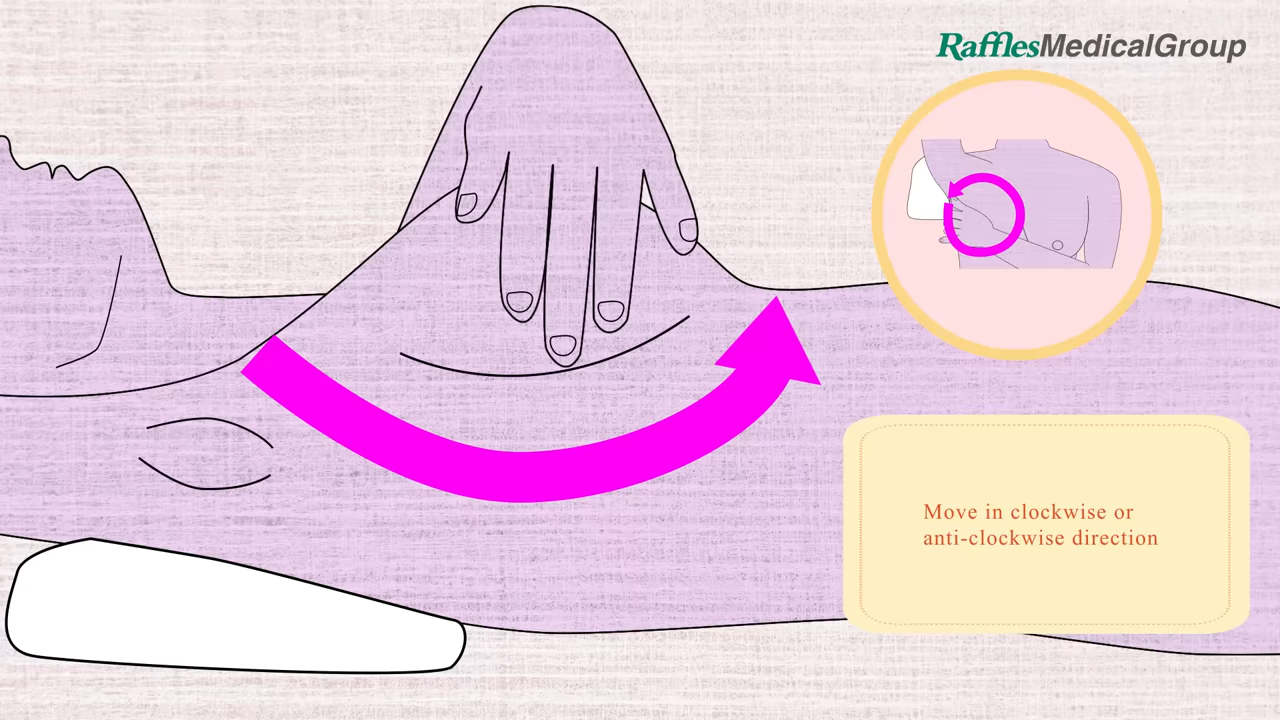 RafflesMedicalGroup
Move in clockwise or
anti-clockwise direction